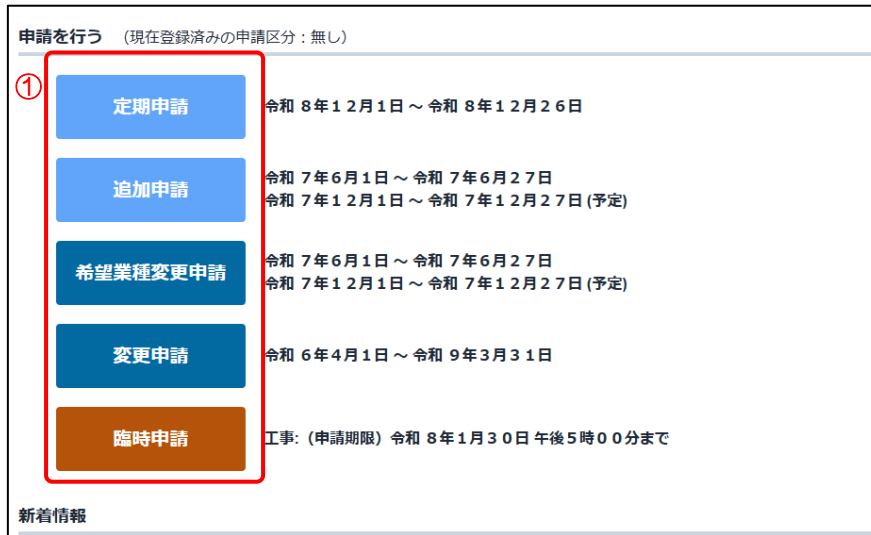 申請を行う （現在登録済みの申請区分：無し）
①
定期申請 令和 8年12月1日 ～ 令和 8年12月26日
追加申請 令和 7年6月1日 ～ 令和 7年6月27日
令和 7年12月1日 ～ 令和 7年12月27日 (予定)
希望業種変更申請 令和 7年6月1日 ～ 令和 7年6月27日
令和 7年12月1日 ～ 令和 7年12月27日 (予定)
変更申請 令和 6年4月1日 ～ 令和 9年3月31日
臨時申請 工事:（申請期限）令和 8年1月30日 午後5時00分まで
新着情報